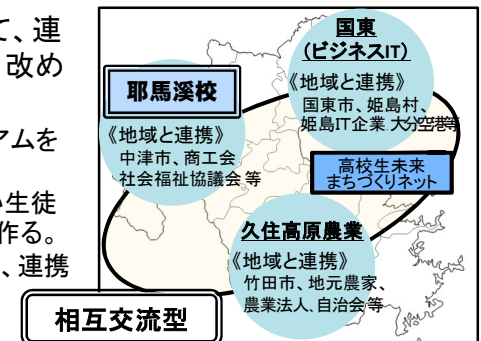 て、連
改め
アムを
い生徒
作る。
、連携
国東
(ビジネスIT)
《地域と連携》
国東市、姫島村、
姫島IT企業、大分空港等
耶馬溪校
《地域と連携》
中津市、商工会、
社会福祉協議会等
高校生未来
まちづくりネット
久住高原農業
《地域と連携》
竹田市、地元農家、
農業法人、自治会等
相互交流型